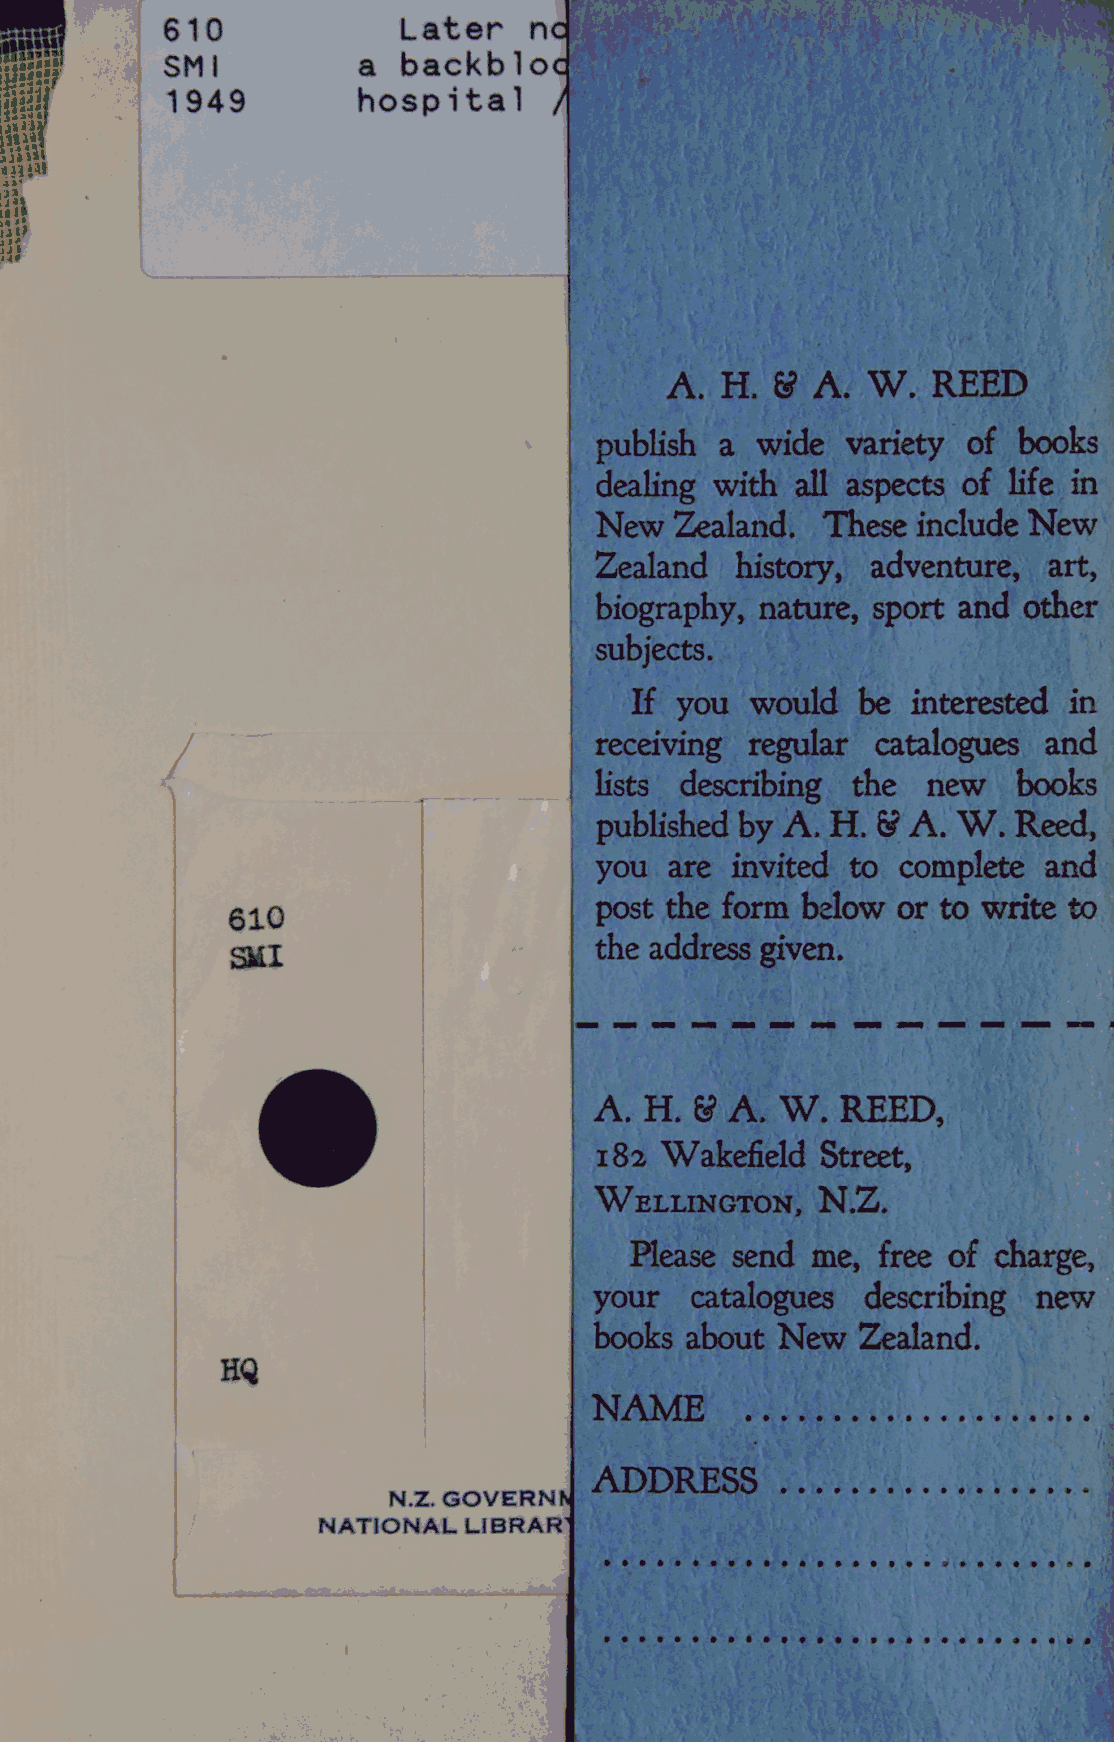 610 Later no
SMI a backbloc
1949 hospital /
610
SMI
HQ
N.Z. GOVERNM
NATIONAL LIBRARY
A. H. & A. W. REED
publish a wide variety of books
dealing with all aspects of life in
New Zealand. These include New
Zealand history, adventure, art,
biography, nature, sport and other
subjects.
If you would be interested in
receiving regular catalogues and
lists describing the new books
published by A. H. & A. W. Reed,
you are invited to complete and
post the form below or to write to
the address given.
A. H. & A. W. REED,
182 Wakefield Street,
WELLINGTON, N.Z.
Please send me, free of charge,
your catalogues describing new
books about New Zealand.
NAME ....................
ADDRESS ..................
............................
............................